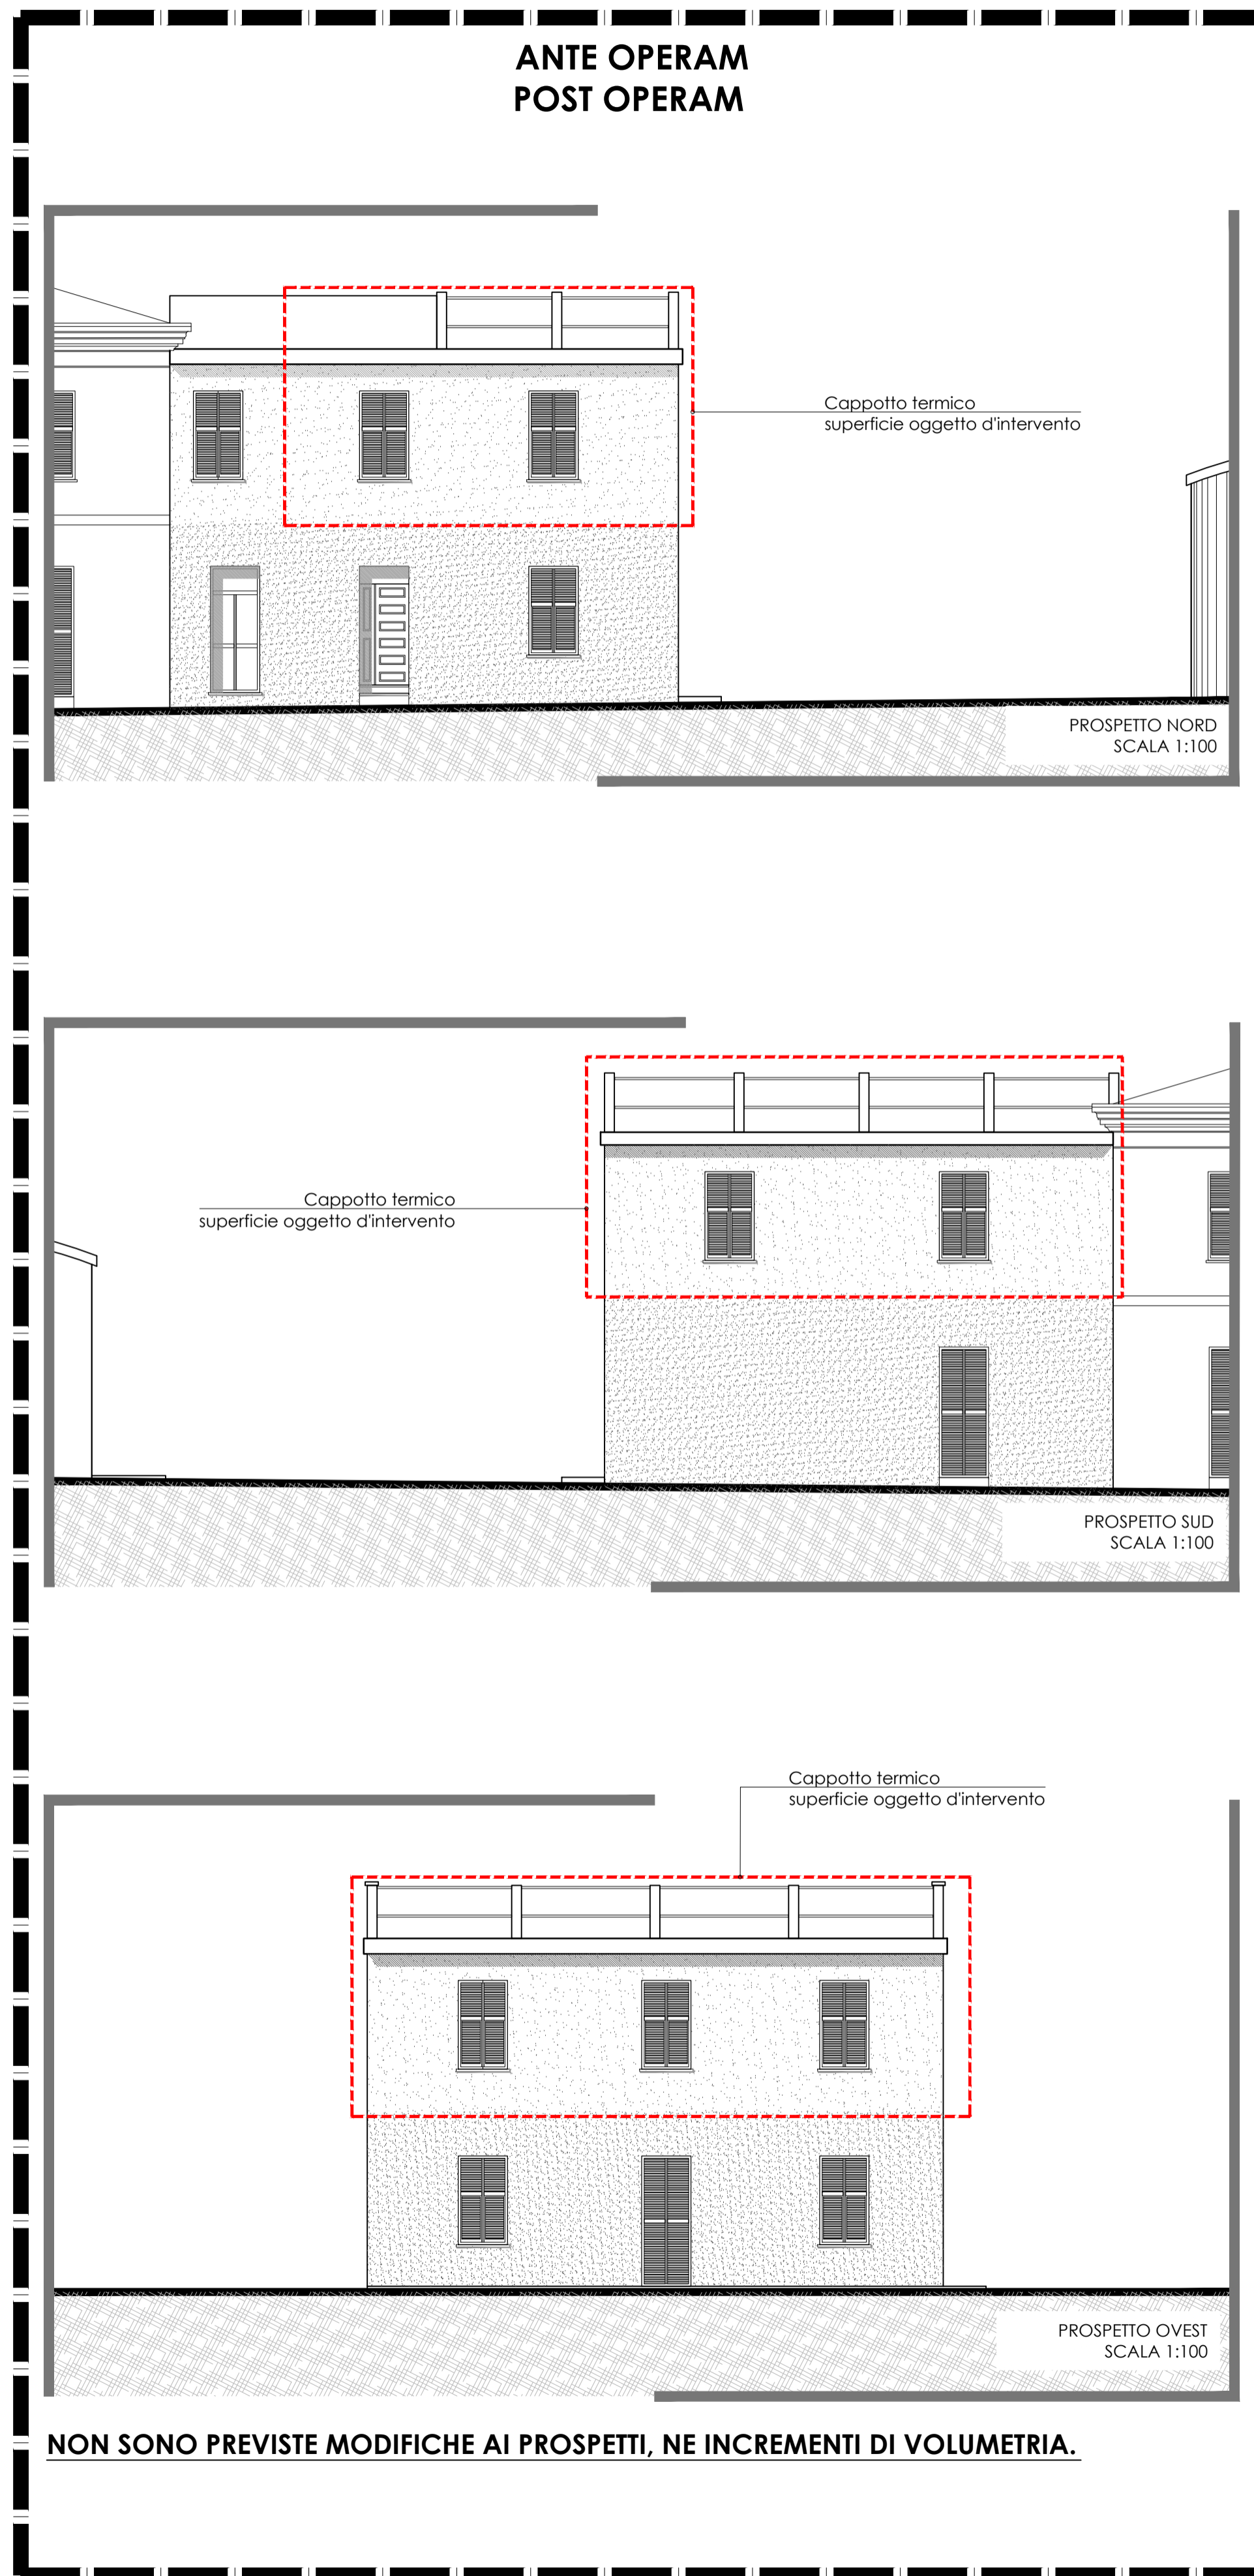 ANTE OPERAM
POST OPERAM
Cappotto termico
superficie oggetto d'intervento
PROSPETTO NORD
SCALA 1:100
Cappotto termico
superficie oggetto d'intervento
PROSPETTO SUD
SCALA 1:100
Cappotto termico
superficie oggetto d'intervento
PROSPETTO OVEST
SCALA 1:100
NON SONO PREVISTE MODIFICHE AI PROSPETTI, NE INCREMENTI DI VOLUMETRIA.